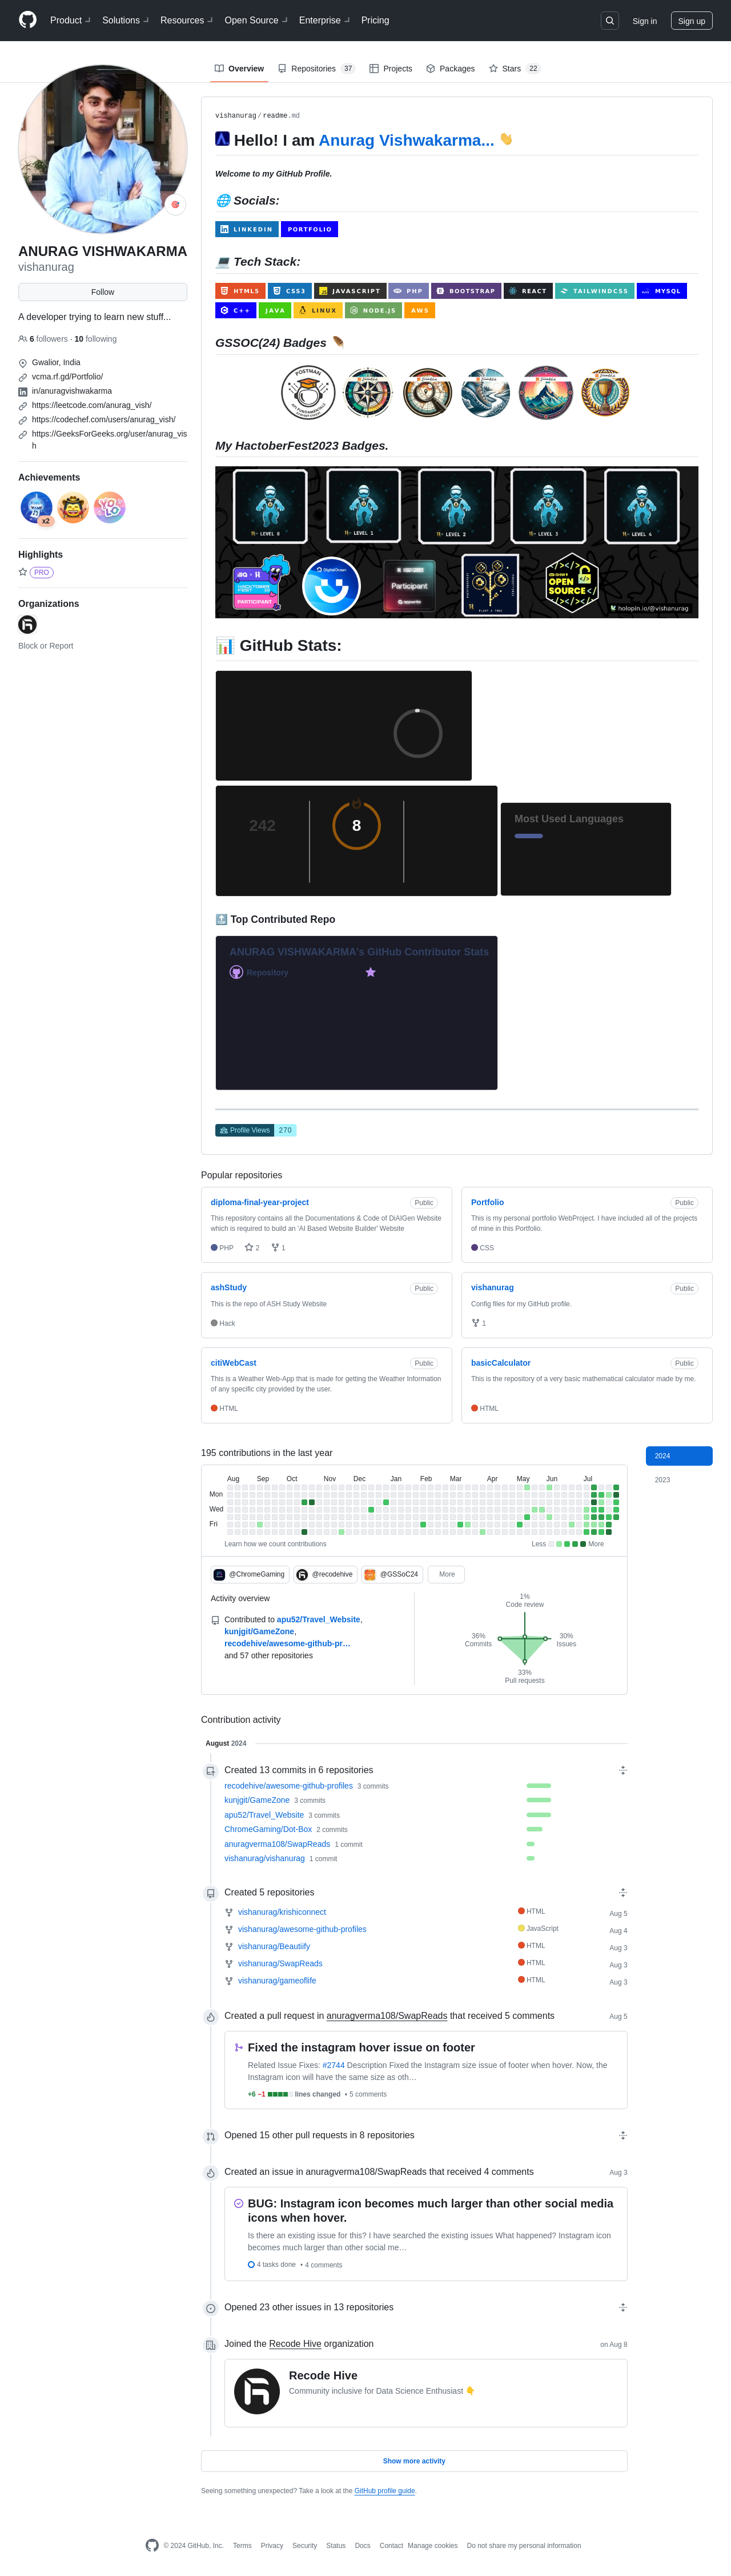 Product
Solutions
Resources
Open Source
Enterprise
Pricing
Sign in
Sign up
Overview
Repositories 37
Projects
Packages
Stars 22
ANURAG VISHWAKARMA
vishanurag
Follow
A developer trying to learn new stuff...
6 followers · 10 following
Gwalior, India
vcma.rf.gd/Portfolio/
in/anuragvishwakarma
https://leetcode.com/anurag_vish/
https://codechef.com/users/anurag_vish/
https://GeeksForGeeks.org/user/anurag_vis
h
Achievements
x2
YOLO
Highlights
PRO
Organizations
Block or Report
vishanurag / readme.md
Hello! I am Anurag Vishwakarma... 👋
Welcome to my GitHub Profile.
🌐 Socials:
LINKEDIN PORTFOLIO
💻 Tech Stack:
HTML5 CSS3 JAVASCRIPT PHP BOOTSTRAP REACT TAILWINDCSS MYSQL
C++ JAVA LINUX NODE.JS AWS
GSSOC(24) Badges 🪶
POSTMAN
My HactoberFest2023 Badges.
LEVEL 0
LEVEL 1
LEVEL 2
LEVEL 3
LEVEL 4
PARTICIPANT
DigitalOcean
Participant
PLANT A TREE
OPEN SOURCE
holopin.io/@vishanurag
📊 GitHub Stats:
242
8
Most Used Languages
🔝 Top Contributed Repo
ANURAG VISHWAKARMA's GitHub Contributor Stats
Repository
Profile Views 270
Popular repositories
diploma-final-year-project Public
This repository contains all the Documentations & Code of DiAIGen Website
which is required to build an 'AI Based Website Builder' Website
PHP 2 1
Portfolio Public
This is my personal portfolio WebProject. I have included all of the projects
of mine in this Portfolio.
CSS
ashStudy Public
This is the repo of ASH Study Website
Hack
vishanurag Public
Config files for my GitHub profile.
1
citiWebCast Public
This is a Weather Web-App that is made for getting the Weather Information
of any specific city provided by the user.
HTML
basicCalculator Public
This is the repository of a very basic mathematical calculator made by me.
HTML
195 contributions in the last year
2024
2023
Aug Sep Oct Nov Dec Jan Feb Mar Apr May Jun Jul
Mon
Wed
Fri
Learn how we count contributions
Less More
@ChromeGaming @recodehive @GSSoC24 More
Activity overview
Contributed to apu52/Travel_Website,
kunjgit/GameZone,
recodehive/awesome-github-pr…
and 57 other repositories
1%
Code review
36%
Commits
30%
Issues
33%
Pull requests
Contribution activity
August 2024
Created 13 commits in 6 repositories
recodehive/awesome-github-profiles 3 commits
kunjgit/GameZone 3 commits
apu52/Travel_Website 3 commits
ChromeGaming/Dot-Box 2 commits
anuragverma108/SwapReads 1 commit
vishanurag/vishanurag 1 commit
Created 5 repositories
vishanurag/krishiconnect HTML Aug 5
vishanurag/awesome-github-profiles JavaScript Aug 4
vishanurag/Beautiify HTML Aug 3
vishanurag/SwapReads HTML Aug 3
vishanurag/gameoflife HTML Aug 3
Created a pull request in anuragverma108/SwapReads that received 5 comments Aug 5
Fixed the instagram hover issue on footer
Related Issue Fixes: #2744 Description Fixed the Instagram size issue of footer when hover. Now, the
Instagram icon will have the same size as oth…
+6 −1 lines changed • 5 comments
Opened 15 other pull requests in 8 repositories
Created an issue in anuragverma108/SwapReads that received 4 comments Aug 3
BUG: Instagram icon becomes much larger than other social media
icons when hover.
Is there an existing issue for this? I have searched the existing issues What happened? Instagram icon
becomes much larger than other social me…
4 tasks done • 4 comments
Opened 23 other issues in 13 repositories
Joined the Recode Hive organization on Aug 8
Recode Hive
Community inclusive for Data Science Enthusiast 👇
Show more activity
Seeing something unexpected? Take a look at the GitHub profile guide.
© 2024 GitHub, Inc. Terms Privacy Security Status Docs Contact Manage cookies Do not share my personal information